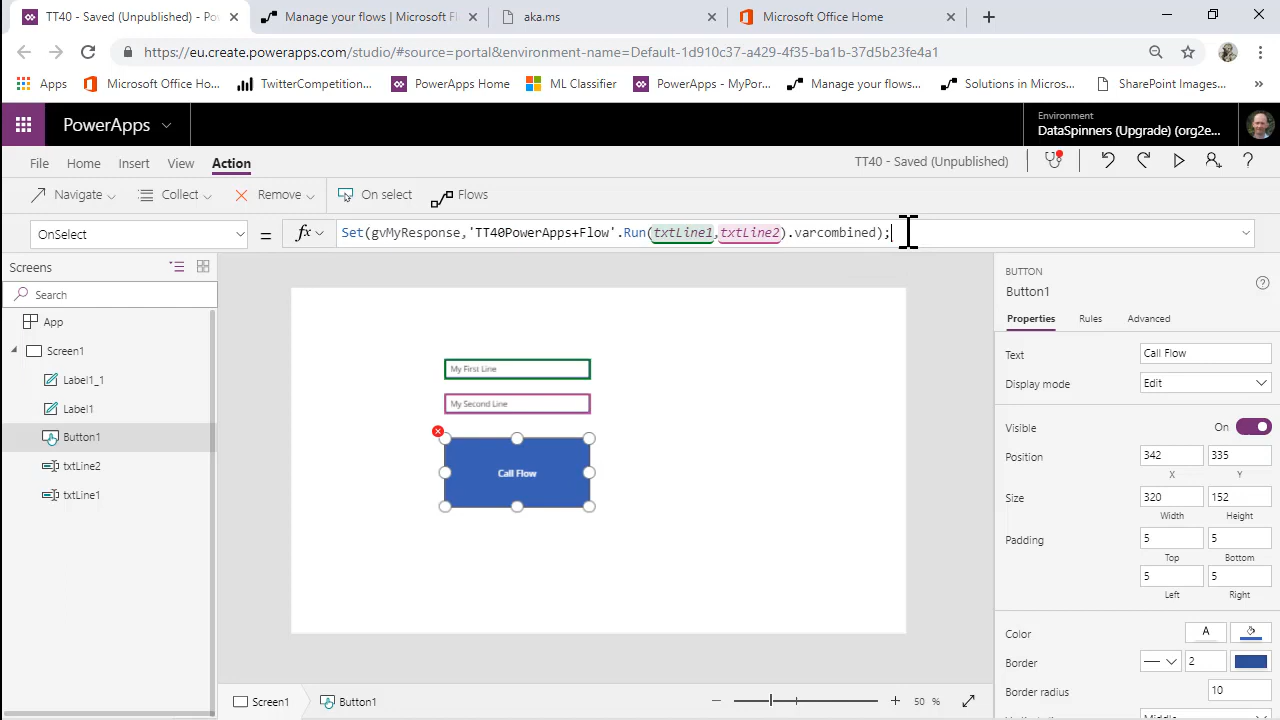 TT40 - Saved (Unpublished) - Po
Manage your flows | Microsoft Fl
aka.ms
Microsoft Office Home
https://eu.create.powerapps.com/studio/#source=portal&environment-name=Default-1d910c37-a429-4f35-ba1b-37d5b23fe4a1
Apps
Microsoft Office Ho...
TwitterCompetition...
PowerApps Home
ML Classifier
PowerApps - MyPor...
Manage your flows...
Solutions in Micros...
SharePoint Images...
»
PowerApps
Environment
DataSpinners (Upgrade) (org2e...
File
Home
Insert
View
Action
TT40 - Saved (Unpublished)
Navigate
Collect
Remove
On select
Flows
OnSelect
=
fx
Set(gvMyResponse,'TT40PowerApps+Flow'.Run(txtLine1,txtLine2).varcombined);
Screens
Search
App
Screen1
Label1_1
Label1
Button1
txtLine2
txtLine1
My First Line
My Second Line
Call Flow
BUTTON
Button1
Properties
Rules
Advanced
Text
Call Flow
Display mode
Edit
Visible
On
Position
342
335
X
Y
Size
320
152
Width
Height
Padding
5
5
Top
Bottom
5
5
Left
Right
Color
A
Border
2
Border radius
10
Screen1
Button1
50 %